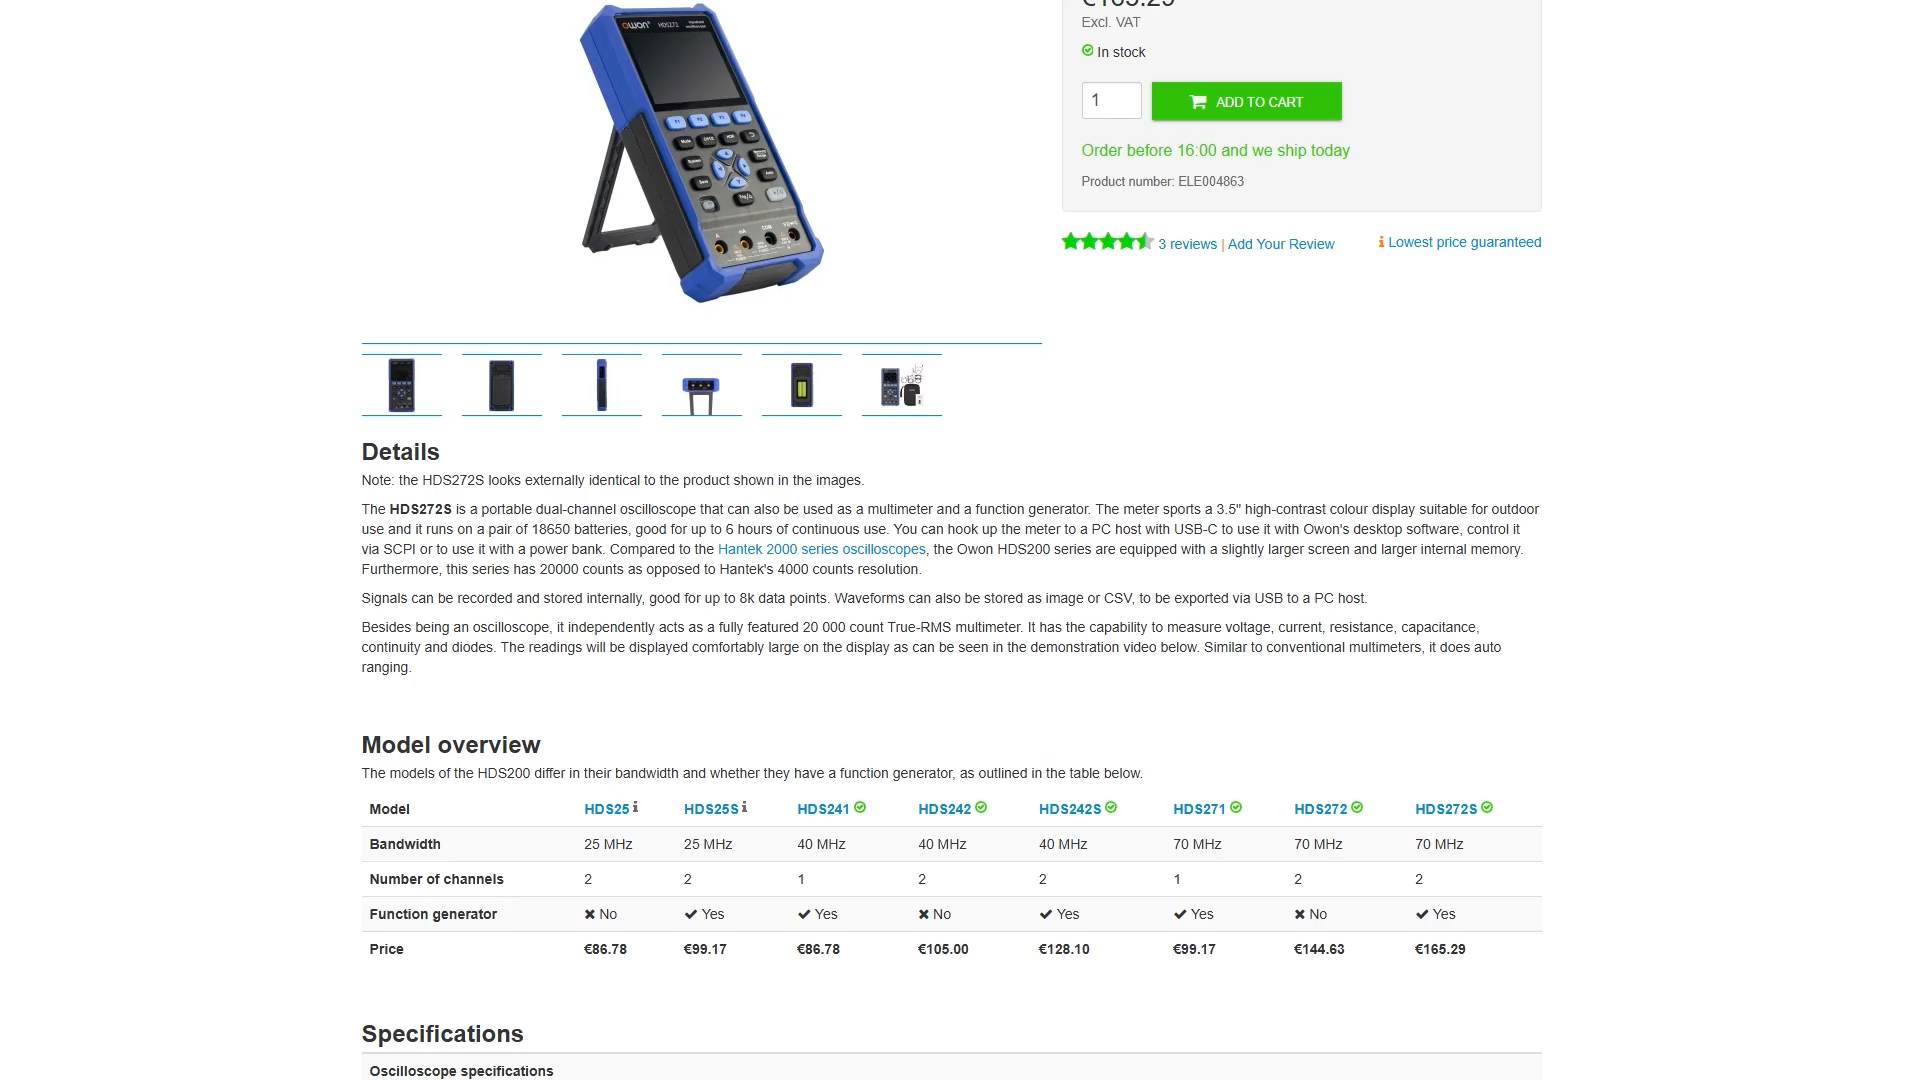 €165.29
Excl. VAT
In stock
1
ADD TO CART
Order before 16:00 and we ship today
Product number: ELE004863
3 reviews | Add Your Review
Lowest price guaranteed
owon HDS271
F1 F2 F3 F4
Details
Note: the HDS272S looks externally identical to the product shown in the images.
The HDS272S is a portable dual-channel oscilloscope that can also be used as a multimeter and a function generator. The meter sports a 3.5" high-contrast colour display suitable for outdoor
use and it runs on a pair of 18650 batteries, good for up to 6 hours of continuous use. You can hook up the meter to a PC host with USB-C to use it with Owon's desktop software, control it
via SCPI or to use it with a power bank. Compared to the Hantek 2000 series oscilloscopes, the Owon HDS200 series are equipped with a slightly larger screen and larger internal memory.
Furthermore, this series has 20000 counts as opposed to Hantek's 4000 counts resolution.
Signals can be recorded and stored internally, good for up to 8k data points. Waveforms can also be stored as image or CSV, to be exported via USB to a PC host.
Besides being an oscilloscope, it independently acts as a fully featured 20 000 count True-RMS multimeter. It has the capability to measure voltage, current, resistance, capacitance,
continuity and diodes. The readings will be displayed comfortably large on the display as can be seen in the demonstration video below. Similar to conventional multimeters, it does auto
ranging.
Model overview
The models of the HDS200 differ in their bandwidth and whether they have a function generator, as outlined in the table below.
Model HDS25 HDS25S HDS241 HDS242 HDS242S HDS271 HDS272 HDS272S
Bandwidth 25 MHz 25 MHz 40 MHz 40 MHz 40 MHz 70 MHz 70 MHz 70 MHz
Number of channels 2 2 1 2 2 1 2 2
Function generator No Yes Yes No Yes Yes No Yes
Price €86.78 €99.17 €86.78 €105.00 €128.10 €99.17 €144.63 €165.29
Specifications
Oscilloscope specifications